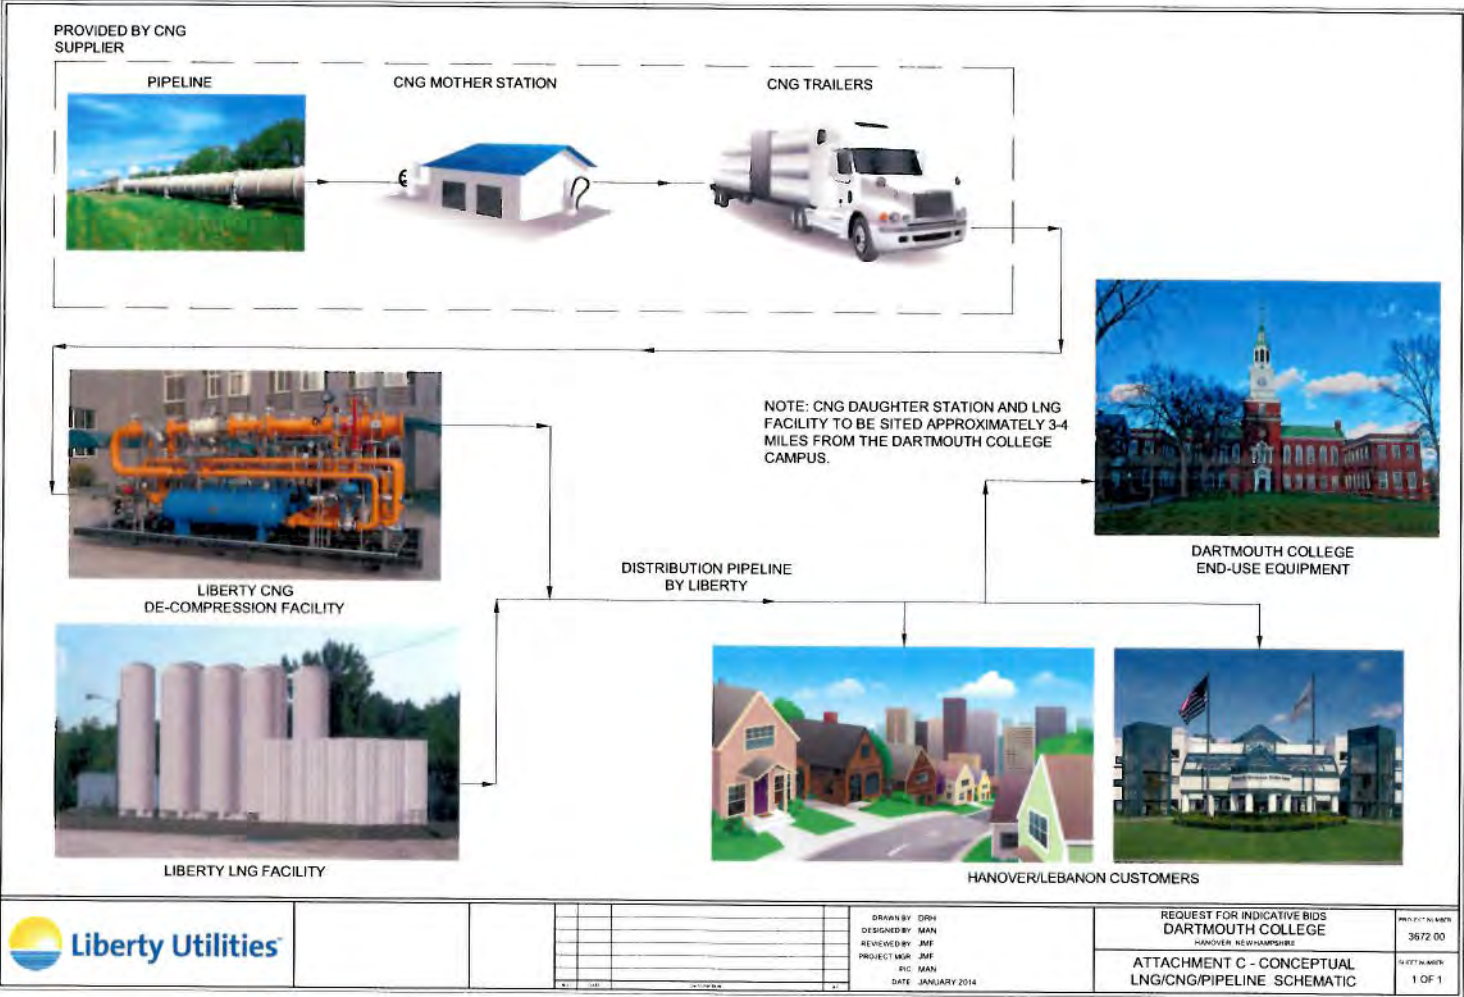 PROVIDED BY CNG
SUPPLIER
PIPELINE
CNG MOTHER STATION
CNG TRAILERS
NOTE: CNG DAUGHTER STATION AND LNG
FACILITY TO BE SITED APPROXIMATELY 3-4
MILES FROM THE DARTMOUTH COLLEGE
CAMPUS.
LIBERTY CNG
DE-COMPRESSION FACILITY
DISTRIBUTION PIPELINE
BY LIBERTY
DARTMOUTH COLLEGE
END-USE EQUIPMENT
LIBERTY LNG FACILITY
HANOVER/LEBANON CUSTOMERS
Liberty Utilities
DRAWN BY DRH
DESIGNED BY MAN
REVIEWED BY JMF
PROJECT MGR JMF
PIC MAN
DATE JANUARY 2014
REQUEST FOR INDICATIVE BIDS
DARTMOUTH COLLEGE
HANOVER NEW HAMPSHIRE
ATTACHMENT C - CONCEPTUAL
LNG/CNG/PIPELINE SCHEMATIC
PROJECT NUMBER
3672.00
SHEET NUMBER
1 OF 1